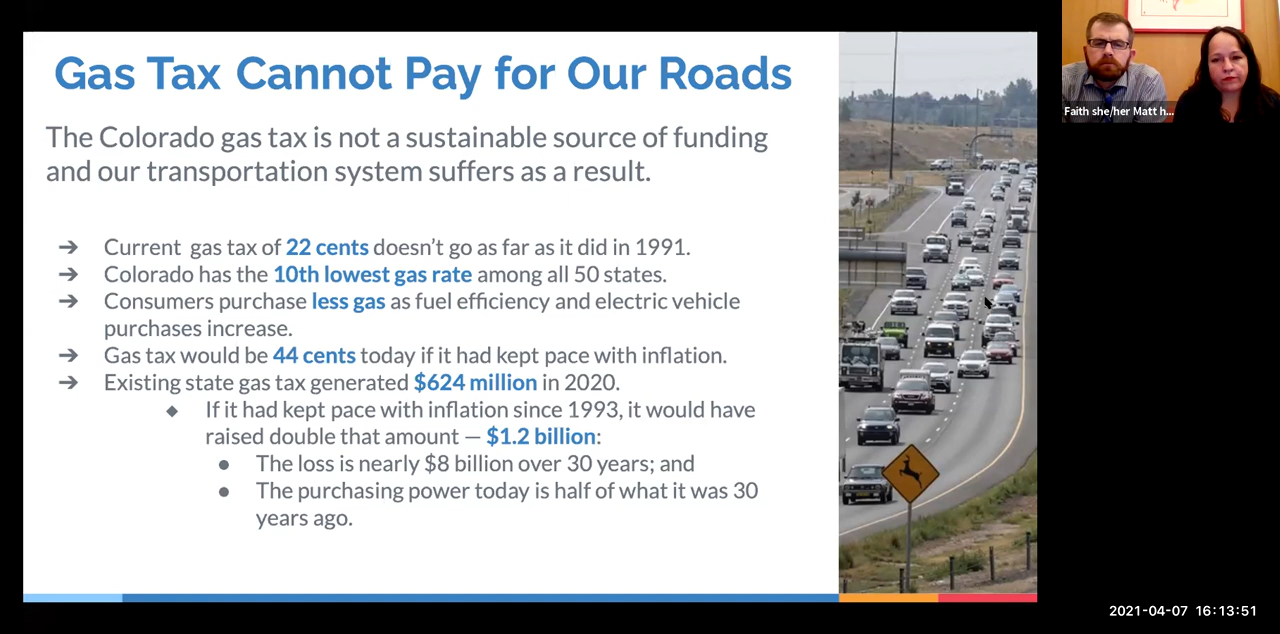 Gas Tax Cannot Pay for Our Roads
The Colorado gas tax is not a sustainable source of funding
and our transportation system suffers as a result.
➔ Current gas tax of 22 cents doesn’t go as far as it did in 1991.
➔ Colorado has the 10th lowest gas rate among all 50 states.
➔ Consumers purchase less gas as fuel efficiency and electric vehicle
purchases increase.
➔ Gas tax would be 44 cents today if it had kept pace with inflation.
➔ Existing state gas tax generated $624 million in 2020.
◆ If it had kept pace with inflation since 1993, it would have
raised double that amount — $1.2 billion:
● The loss is nearly $8 billion over 30 years; and
● The purchasing power today is half of what it was 30
years ago.
Faith she/her Matt h...
2021-04-07 16:13:51